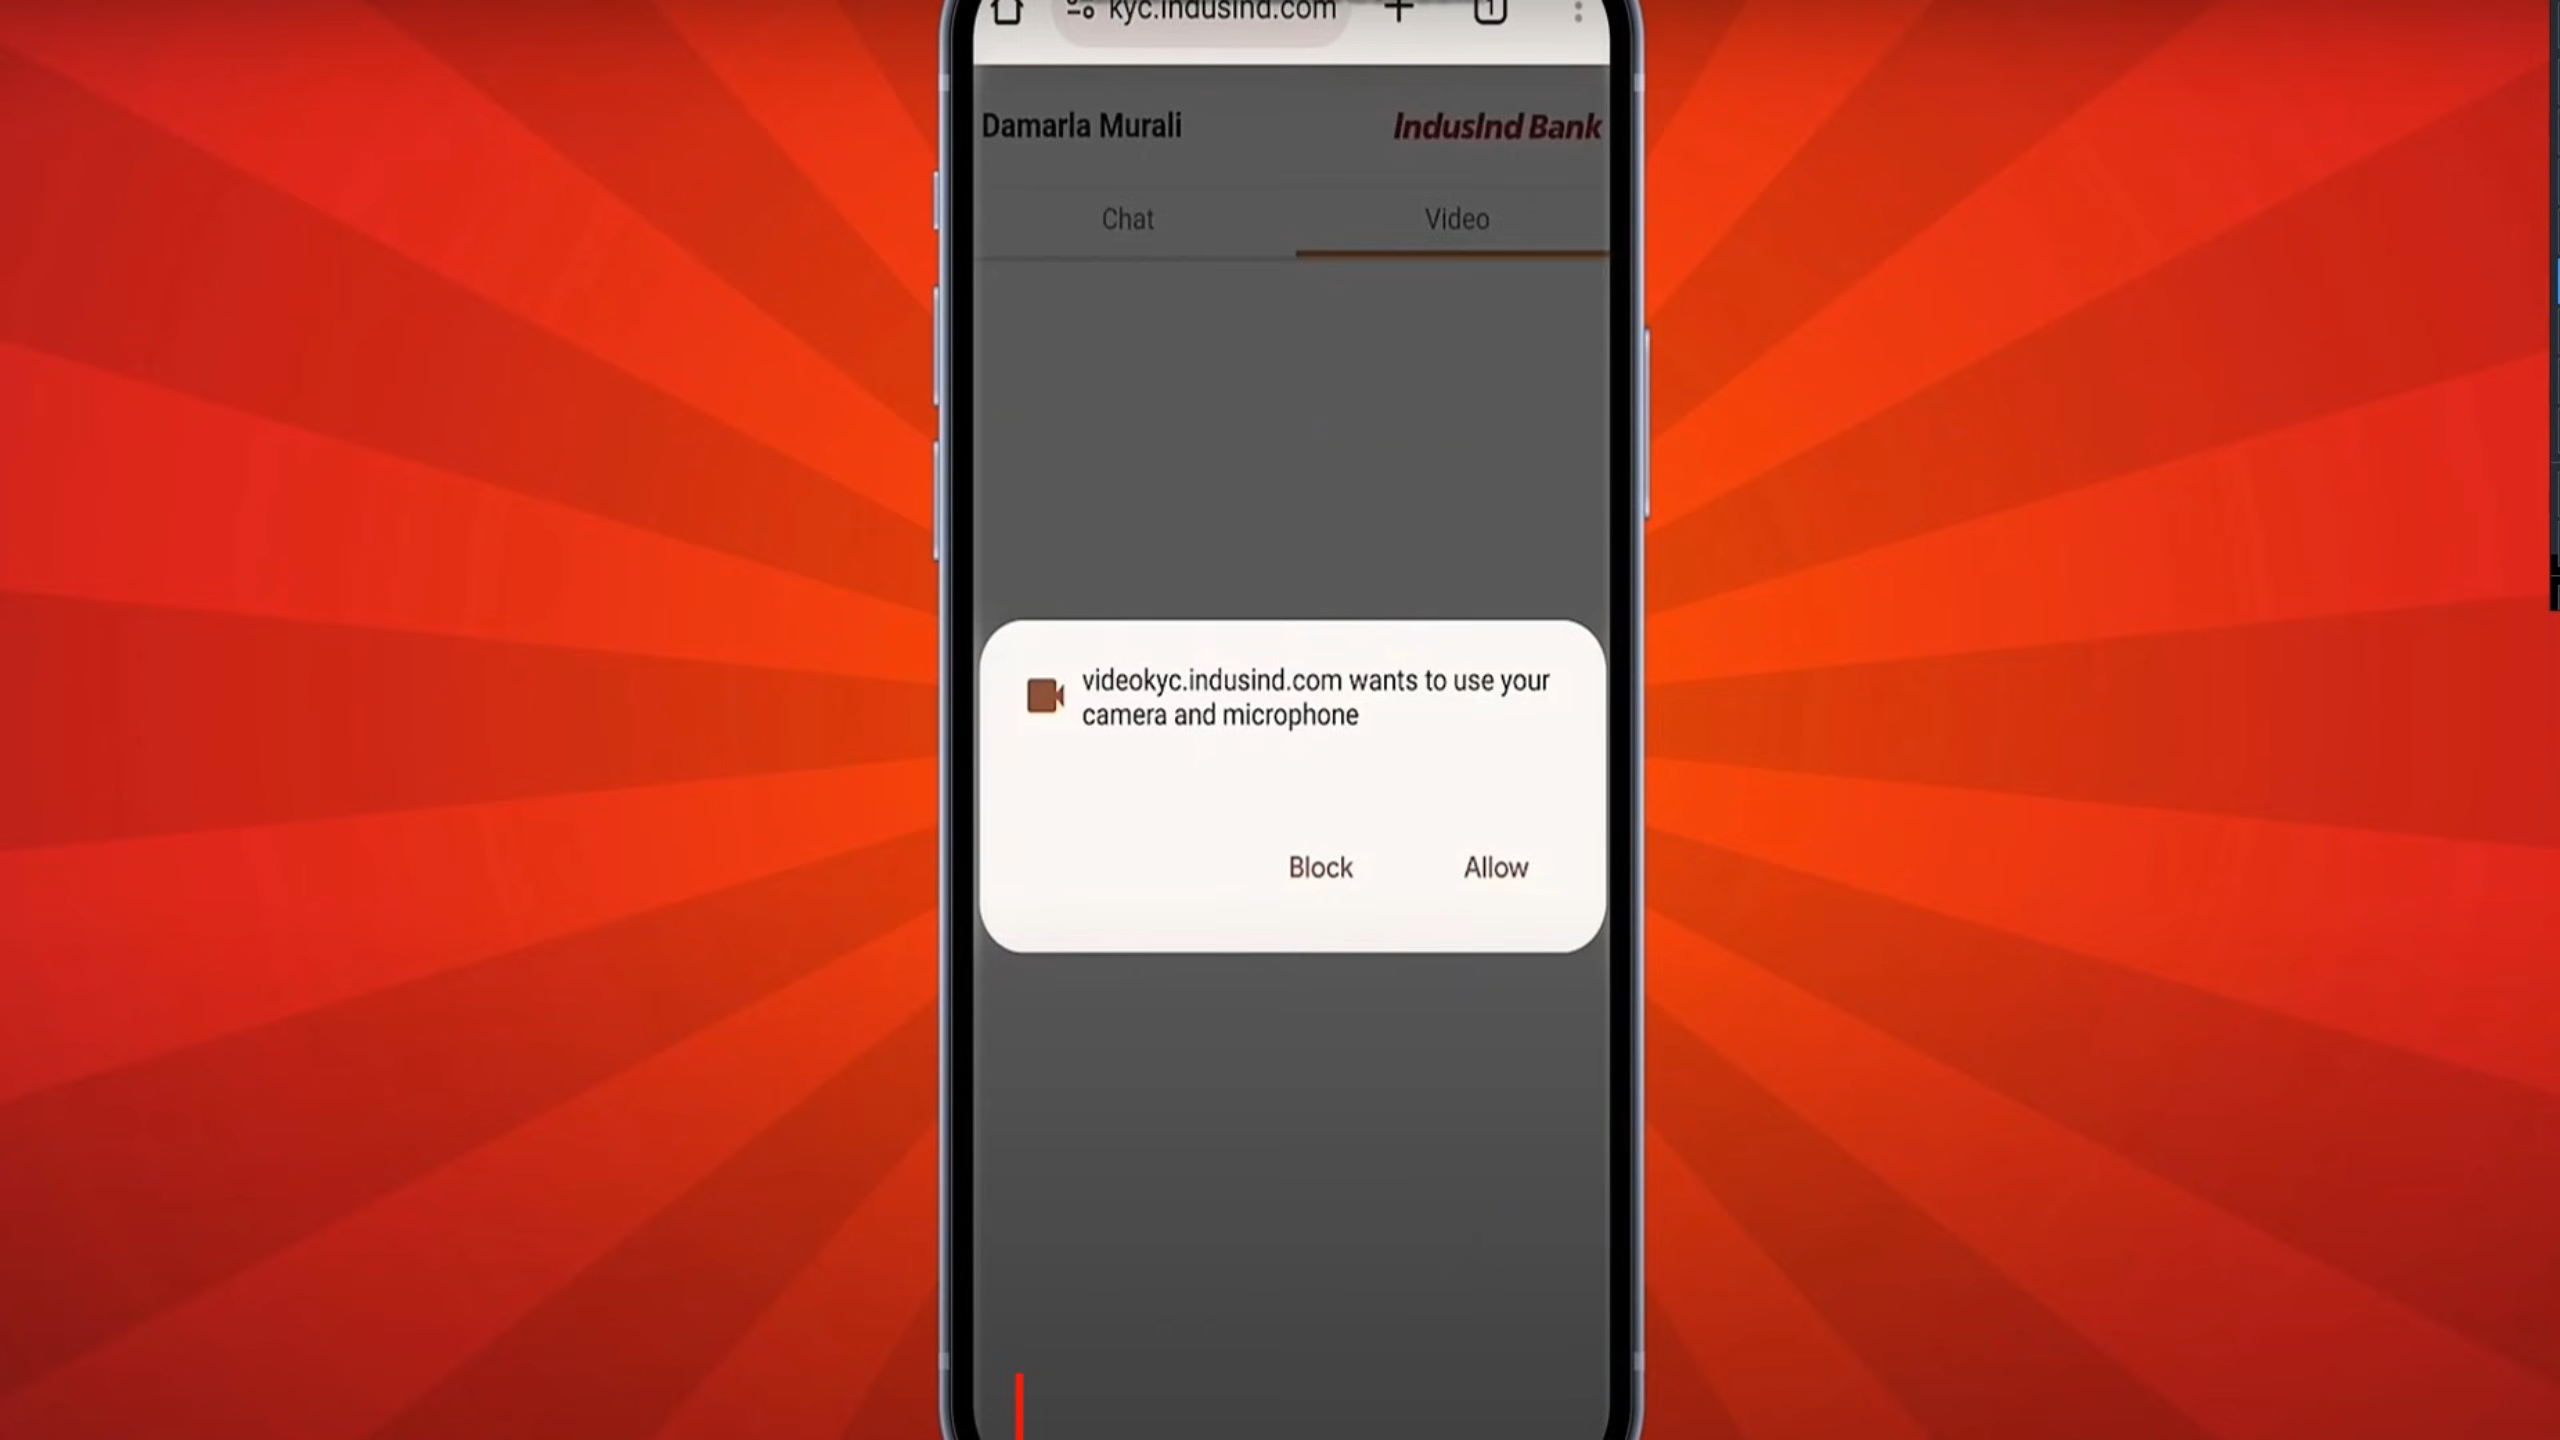 kyc.indusind.com
1
Damarla Murali
IndusInd Bank
Chat
Video
videokyc.indusind.com wants to use your
camera and microphone
Block
Allow